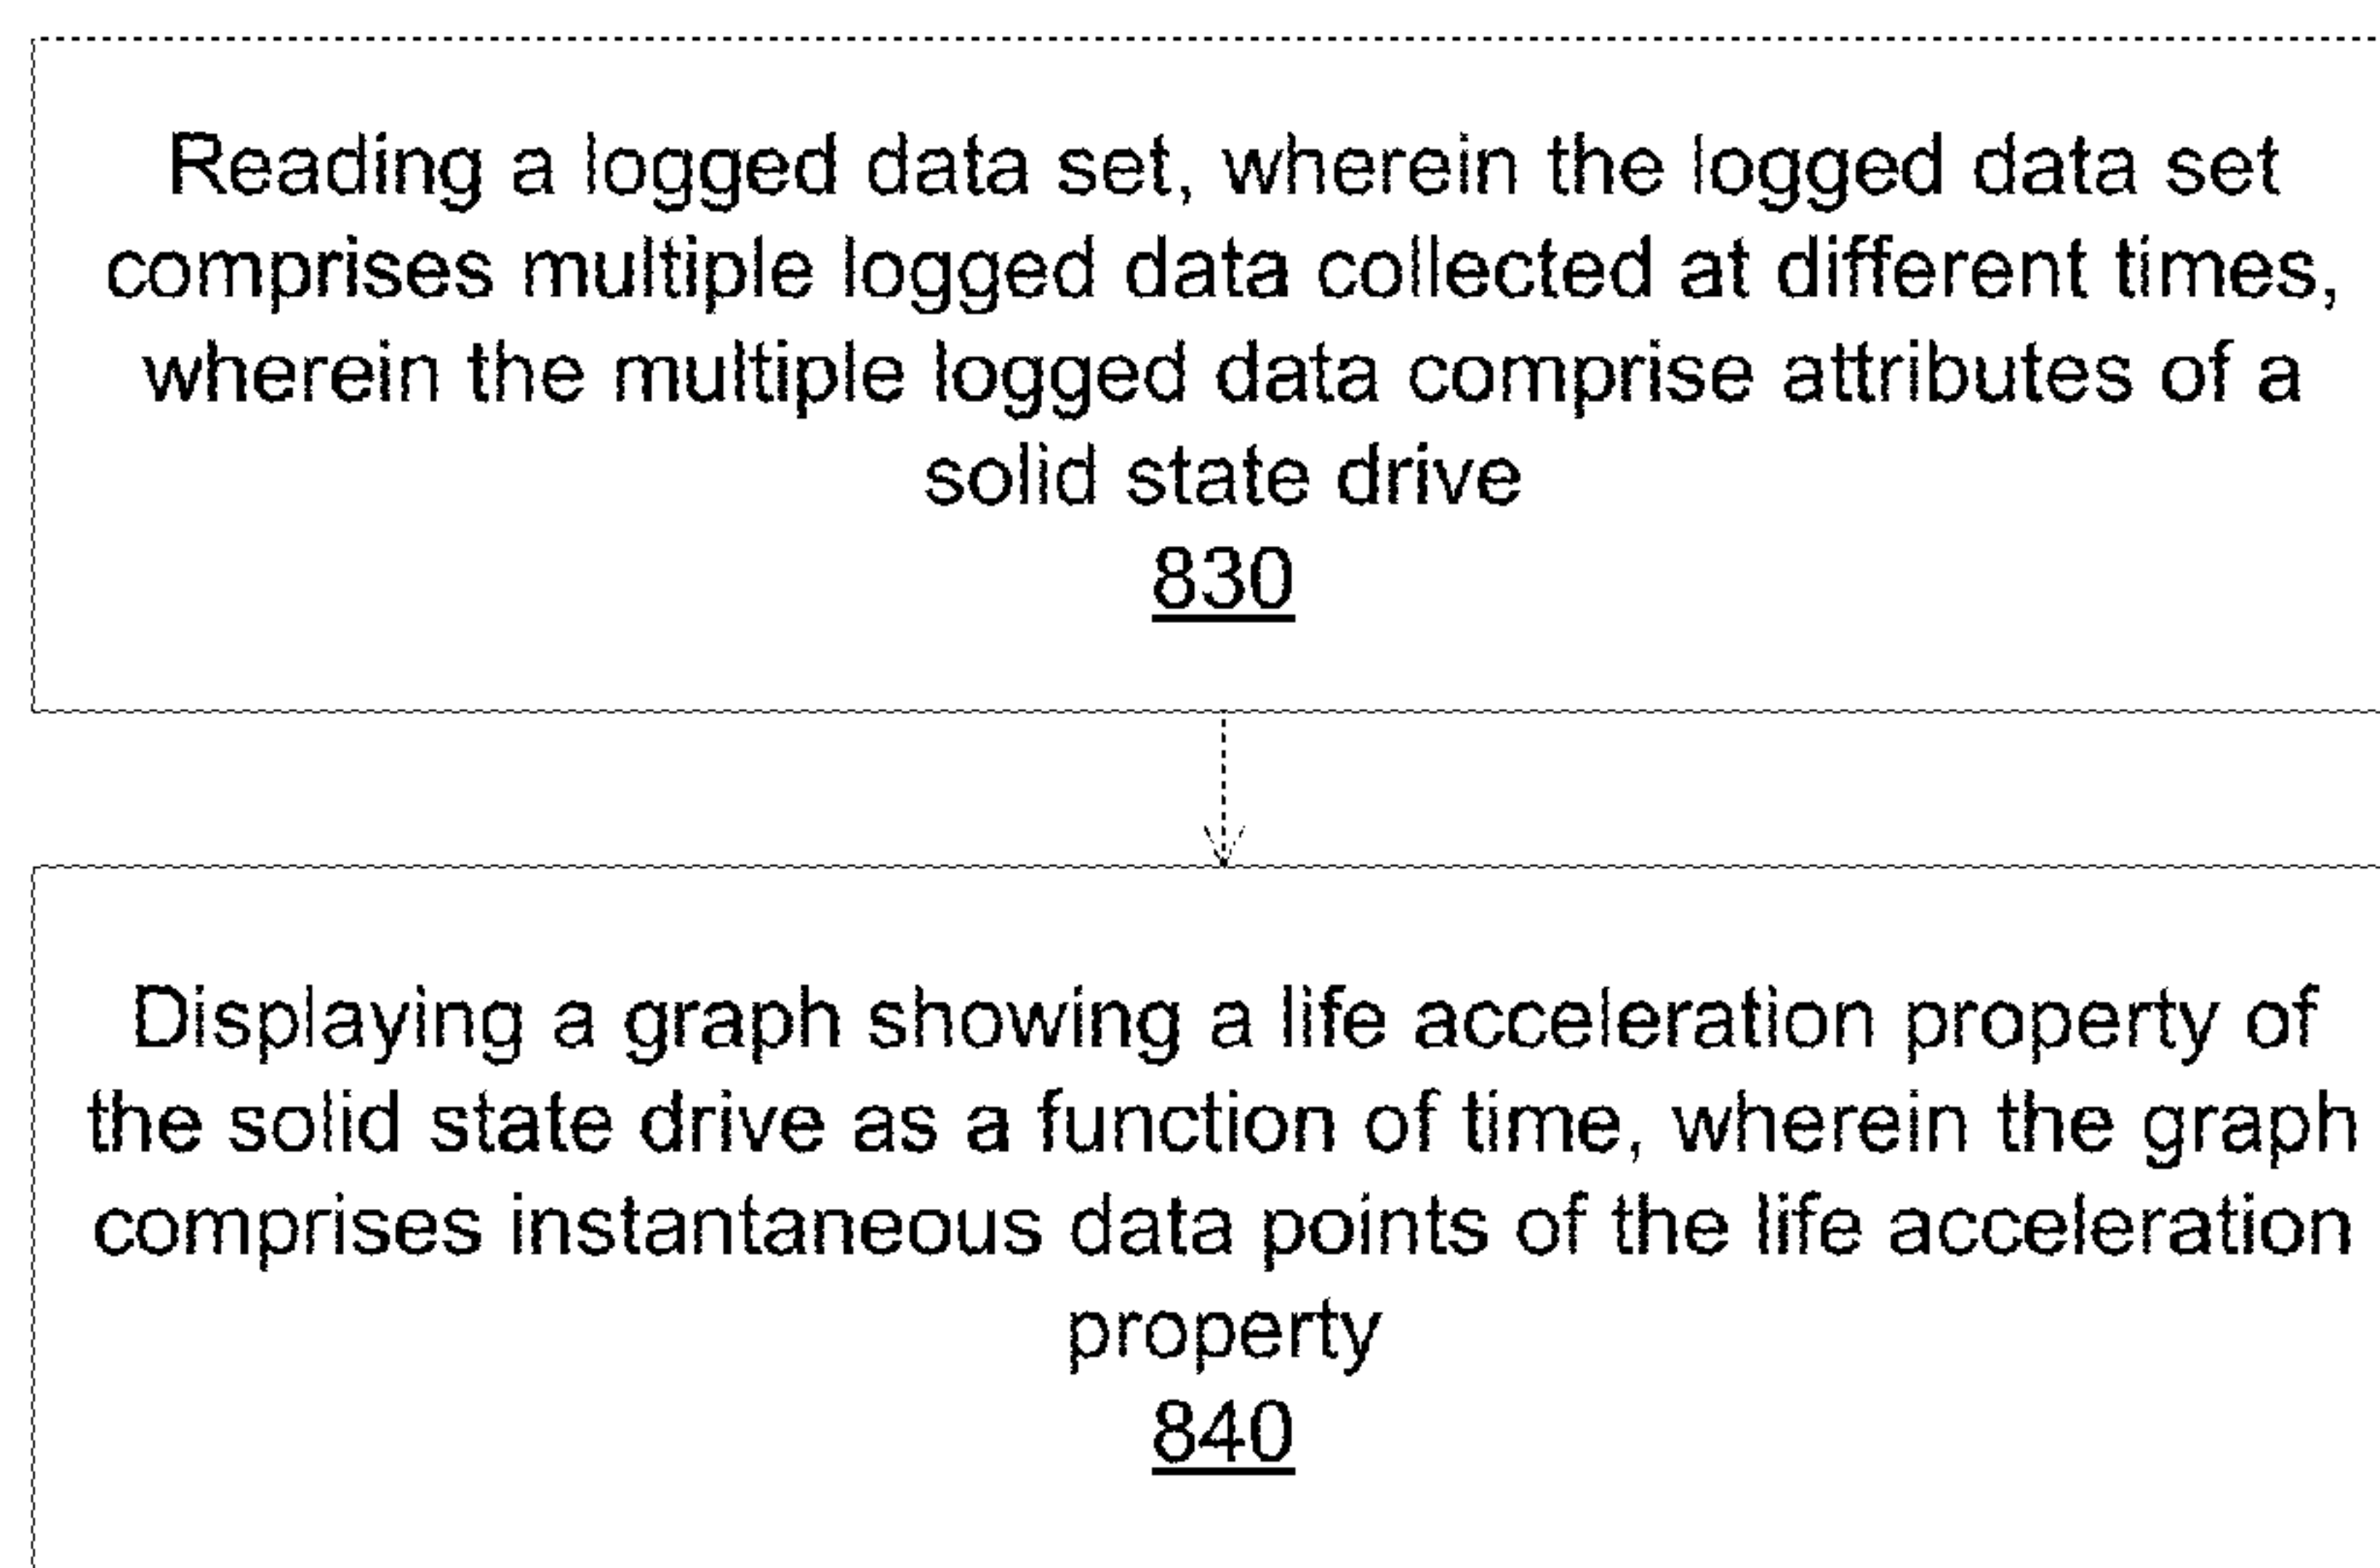 Reading a logged data set, wherein the logged data set
comprises multiple logged data collected at different times,
wherein the multiple logged data comprise attributes of a
solid state drive
830
Displaying a graph showing a life acceleration property of
the solid state drive as a function of time, wherein the graph
comprises instantaneous data points of the life acceleration
property
840